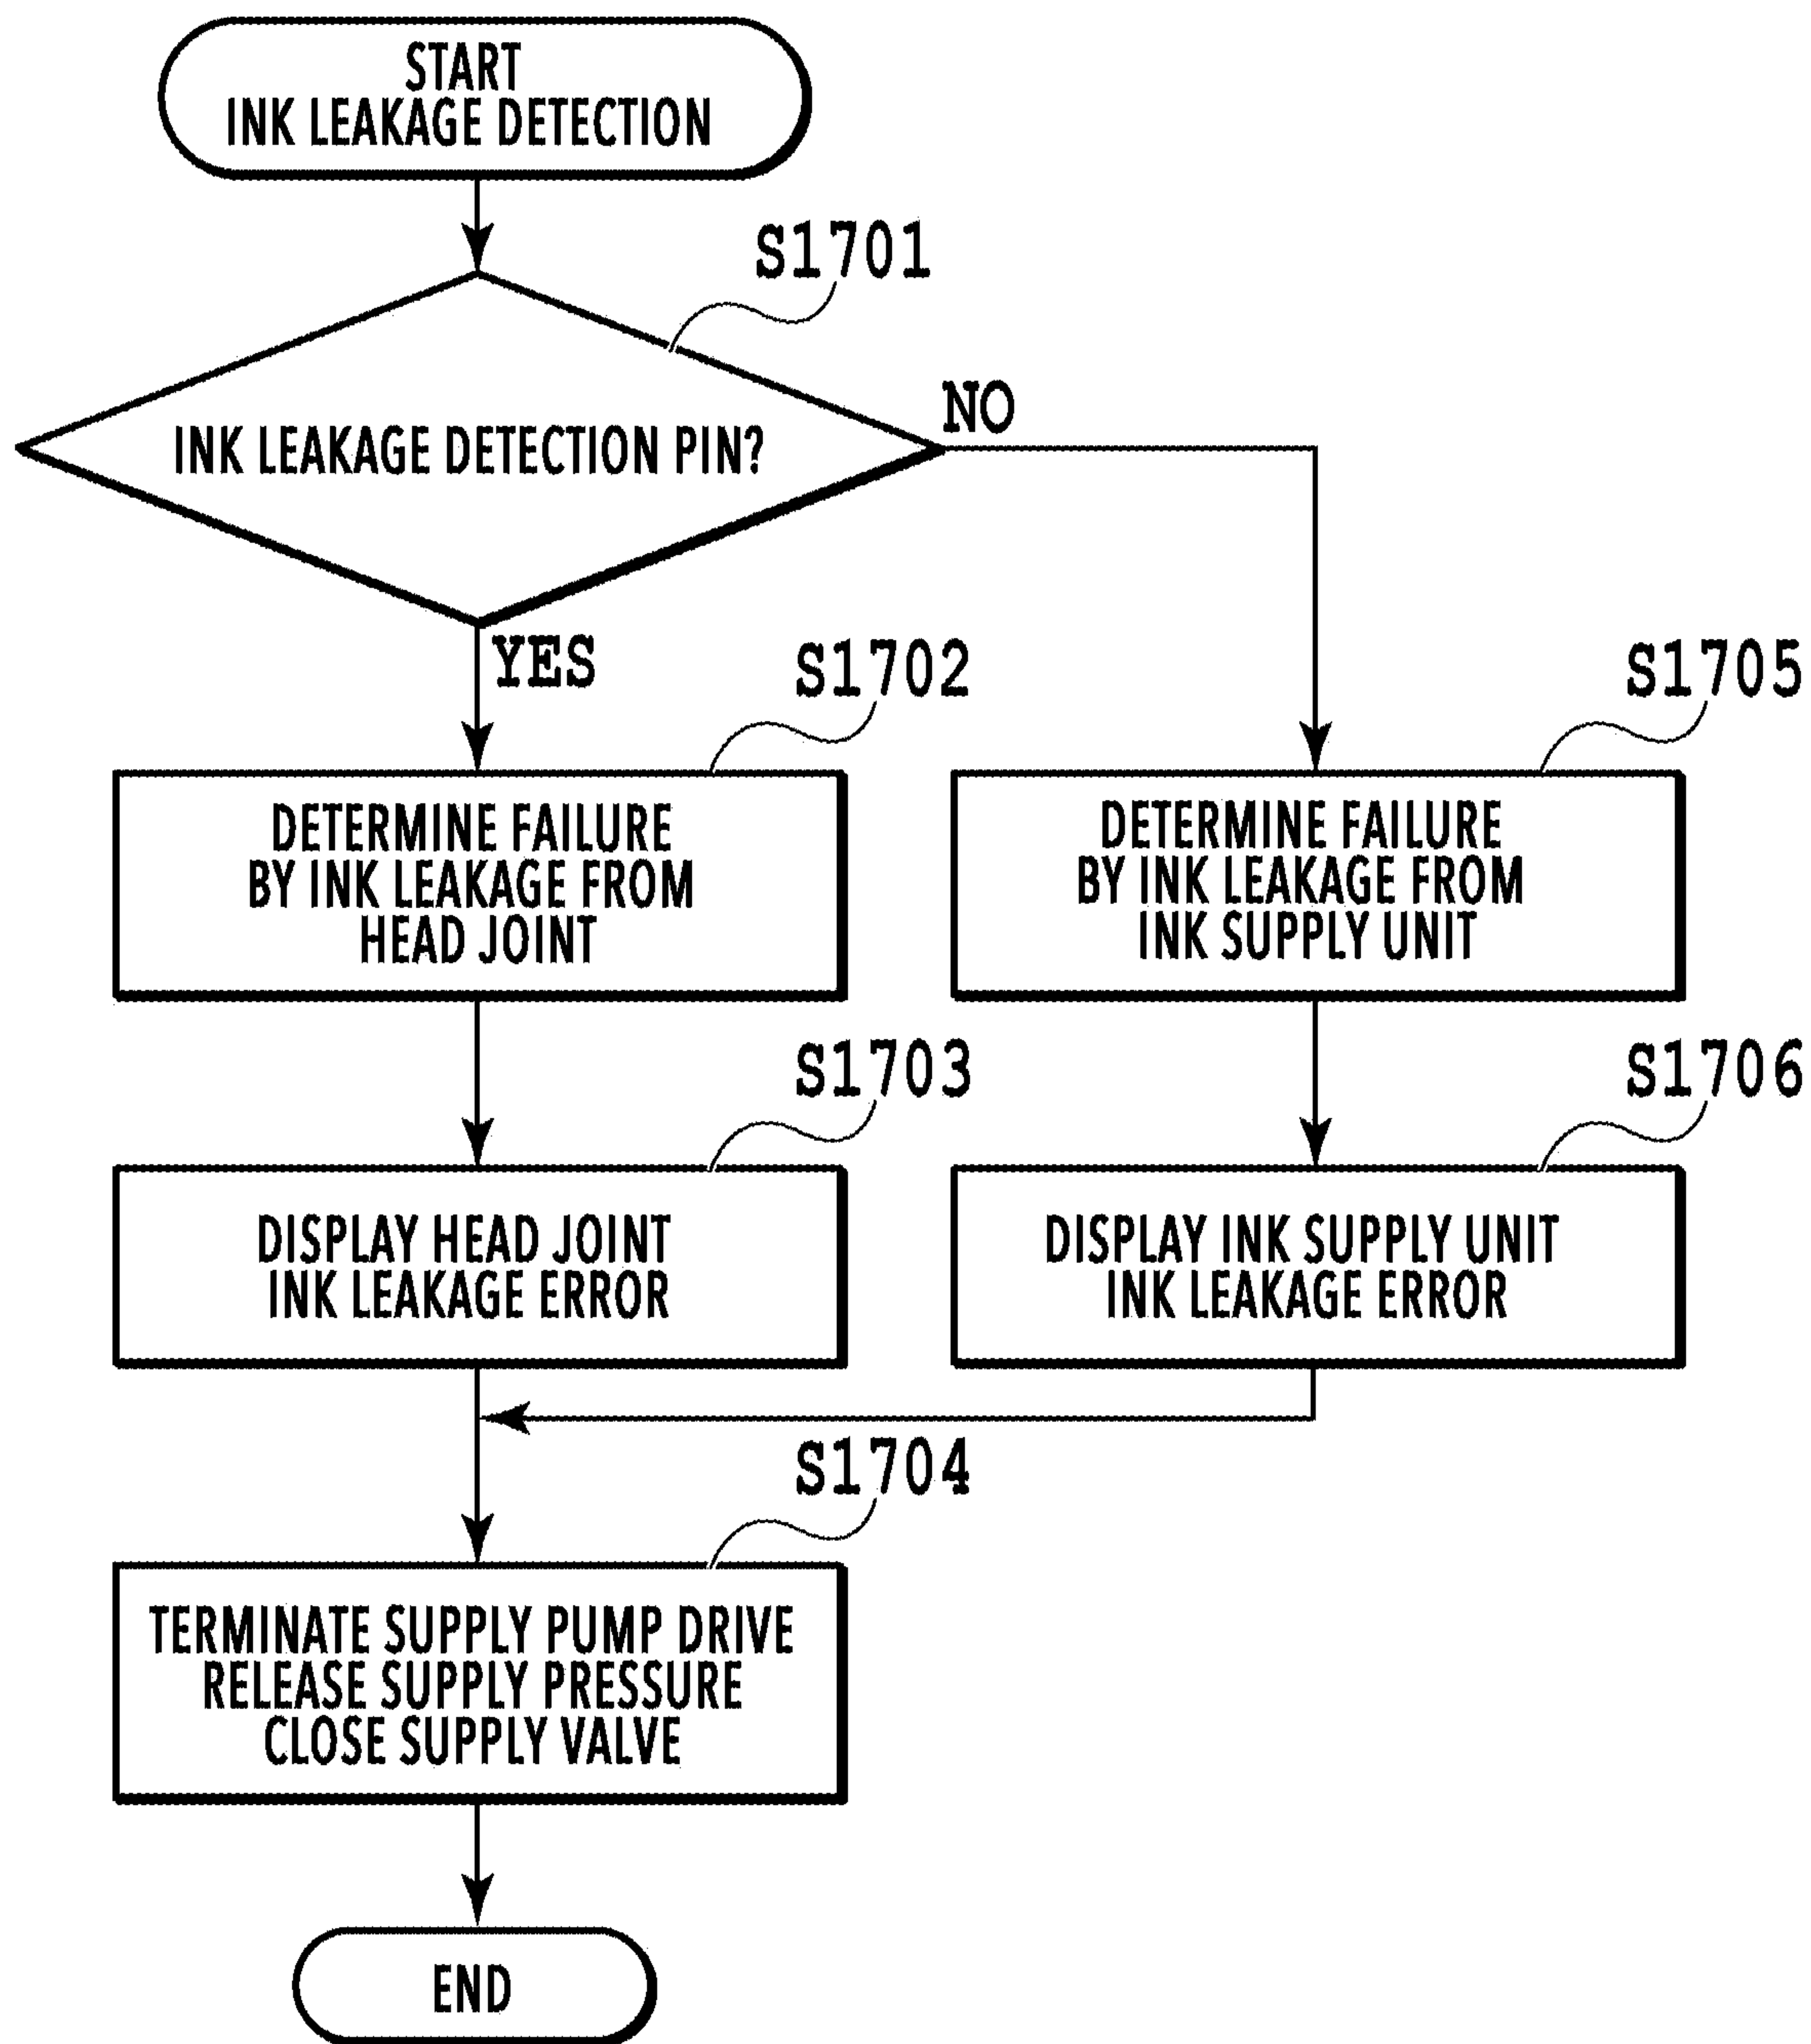 START
INK LEAKAGE DETECTION
S1701
INK LEAKAGE DETECTION PIN?
NO
YES
S1702
DETERMINE FAILURE
BY INK LEAKAGE FROM
HEAD JOINT
S1705
DETERMINE FAILURE
BY INK LEAKAGE FROM
INK SUPPLY UNIT
S1703
DISPLAY HEAD JOINT
INK LEAKAGE ERROR
S1706
DISPLAY INK SUPPLY UNIT
INK LEAKAGE ERROR
S1704
TERMINATE SUPPLY PUMP DRIVE
RELEASE SUPPLY PRESSURE
CLOSE SUPPLY VALVE
END